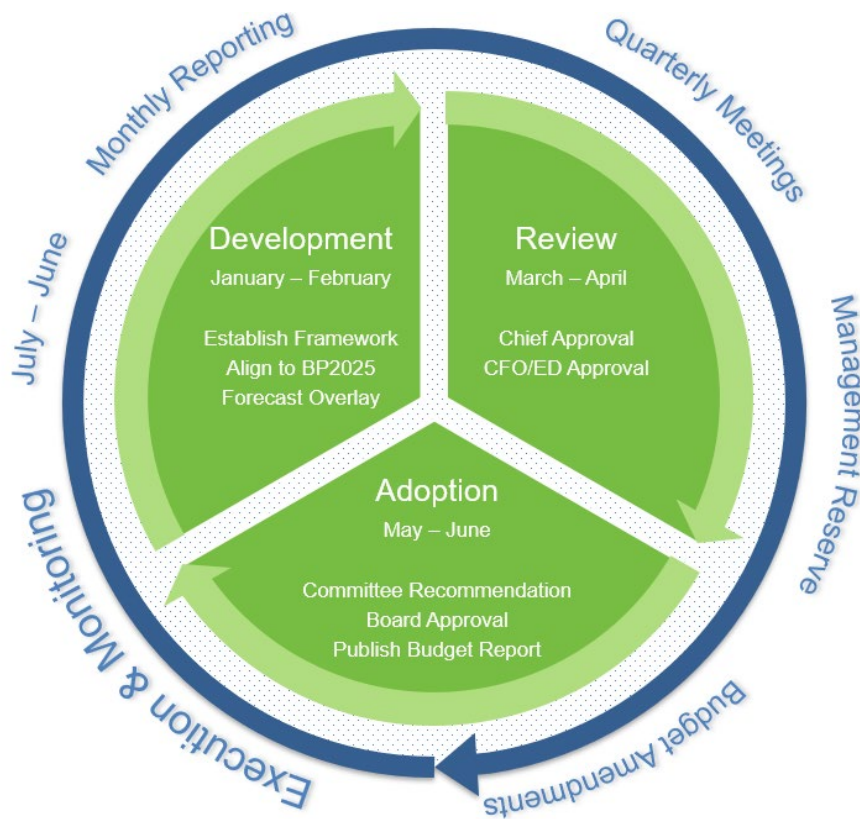 Execution & Monitoring
July – June
Monthly Reporting
Quarterly Meetings
Management Reserve
Budget Amendments
Development
January – February
Establish Framework
Align to BP2025
Forecast Overlay
Review
March – April
Chief Approval
CFO/ED Approval
Adoption
May – June
Committee Recommendation
Board Approval
Publish Budget Report